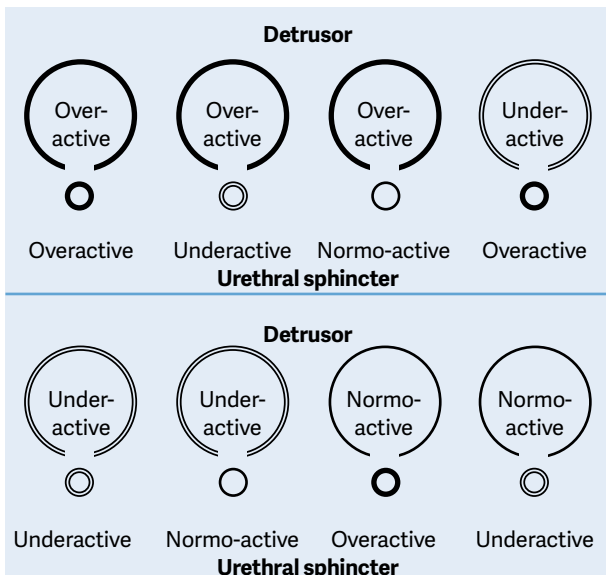 Detrusor
Over- Over- Over- Under-
active active active active
Overactive Underactive Normo-active Overactive
Urethral sphincter
Detrusor
Under- Under- Normo- Normo-
active active active active
Underactive Normo-active Overactive Underactive
Urethral sphincter